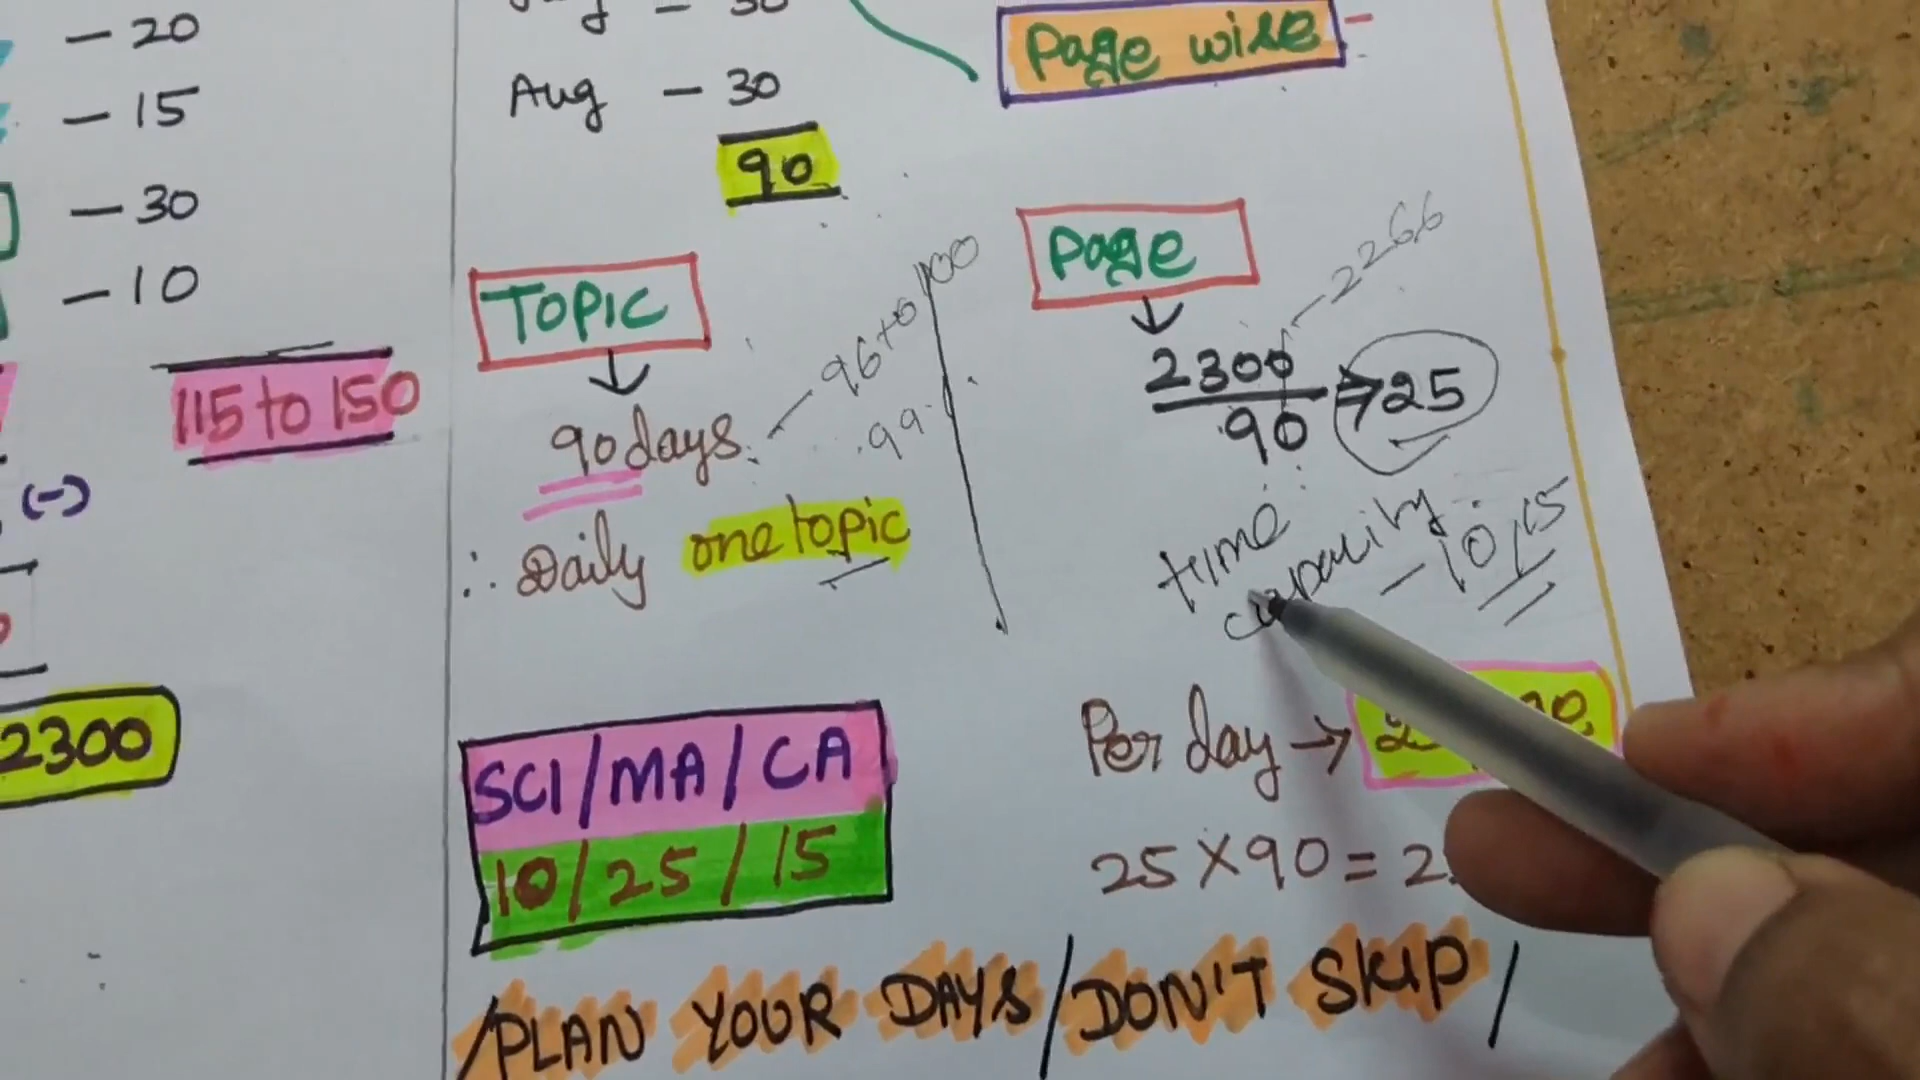 - 20
- 15
- 30
- 10
115 to 150
(-)
2300
- 30
Aug - 30
90
TOPIC
90 days - 96 to 100
99
∴ Daily one topic
SCI/MA/CA
10/25/15
Page wise -
Page
2300 - 2266
90
25
time
capacity - 10/15
Per day →
25 X 90 = 2
/PLAN YOUR DAYS/DON'T SKIP/